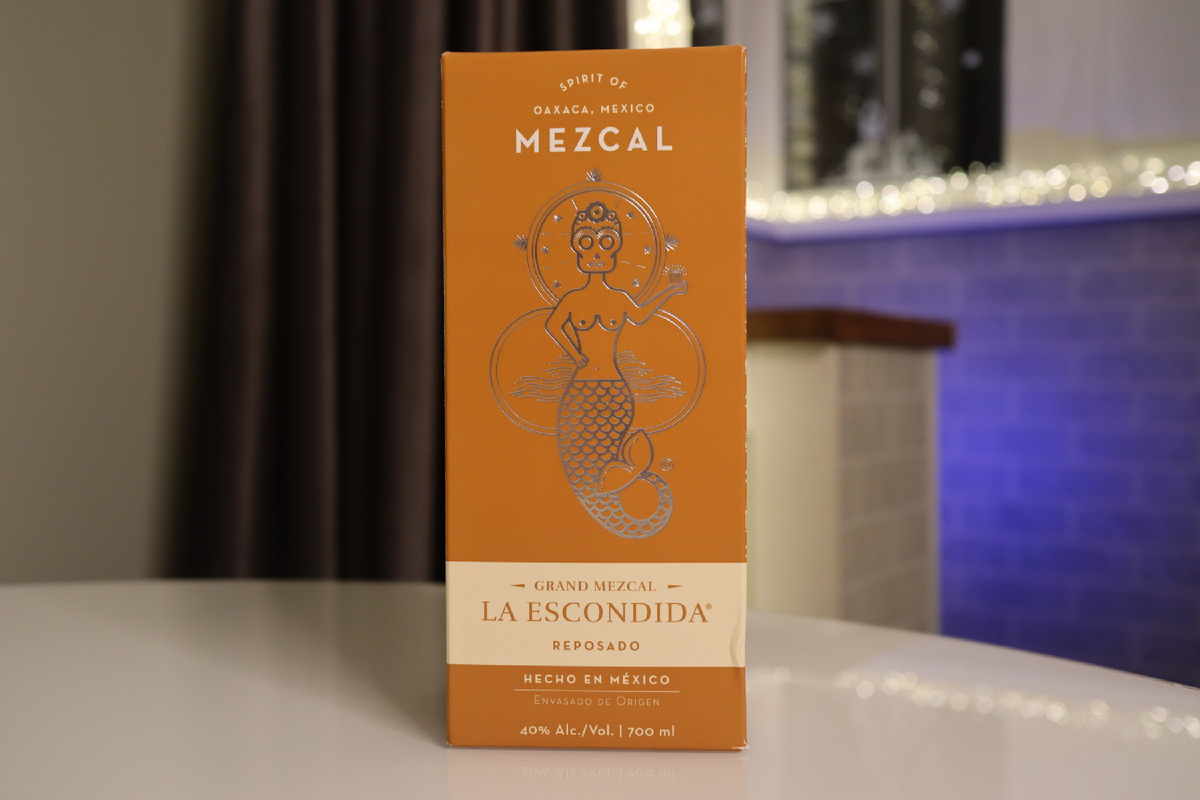 SPIRIT OF
OAXACA, MEXICO
MEZCAL
GRAND MEZCAL
LA ESCONDIDA®
REPOSADO
HECHO EN MÉXICO
ENVASADO DE ORIGEN
40% Alc./Vol. | 700 ml